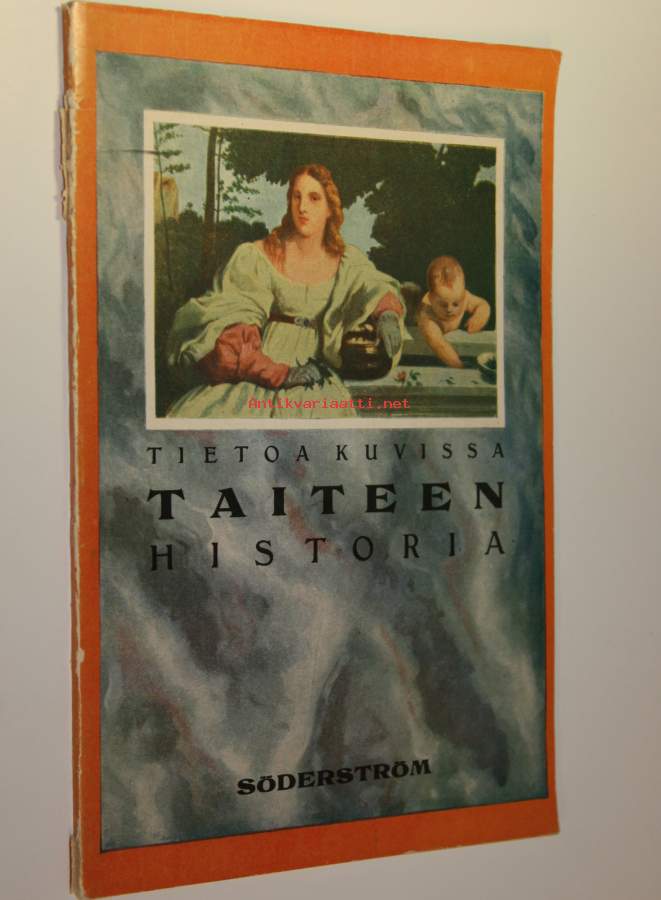 Antikvariaatti.net
TIETOA KUVISSA
TAITEEN
HISTORIA
SÖDERSTRÖM